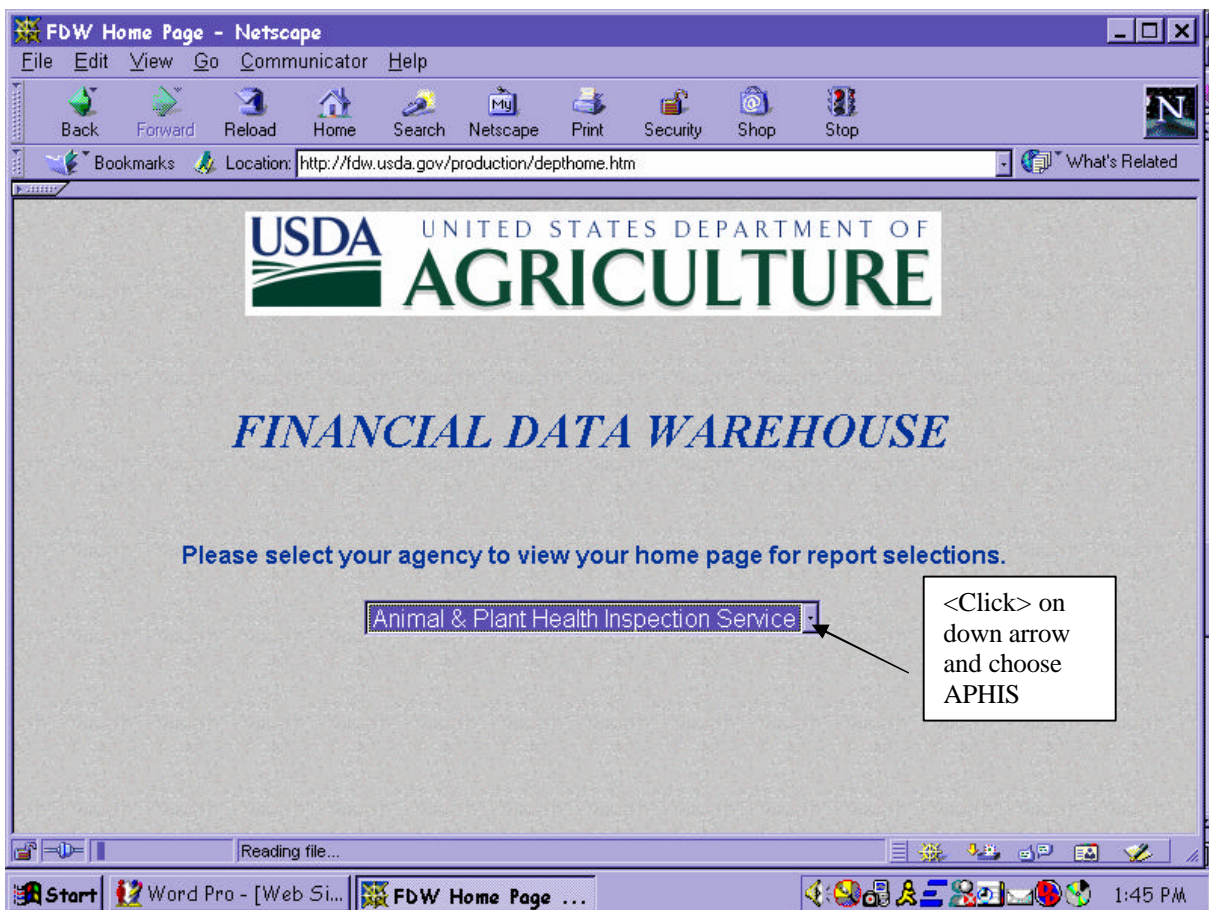 FDW Home Page - Netscape
File Edit View Go Communicator Help
Back Forward Reload Home Search My Netscape Print Security Shop Stop
N
Bookmarks Location: http://fdw.usda.gov/production/depthome.htm What's Related
USDA UNITED STATES DEPARTMENT OF
AGRICULTURE
FINANCIAL DATA WAREHOUSE
Please select your agency to view your home page for report selections.
Animal & Plant Health Inspection Service
<Click> on
down arrow
and choose
APHIS
Reading file...
Start Word Pro - [Web Si... FDW Home Page ... 1:45 PM